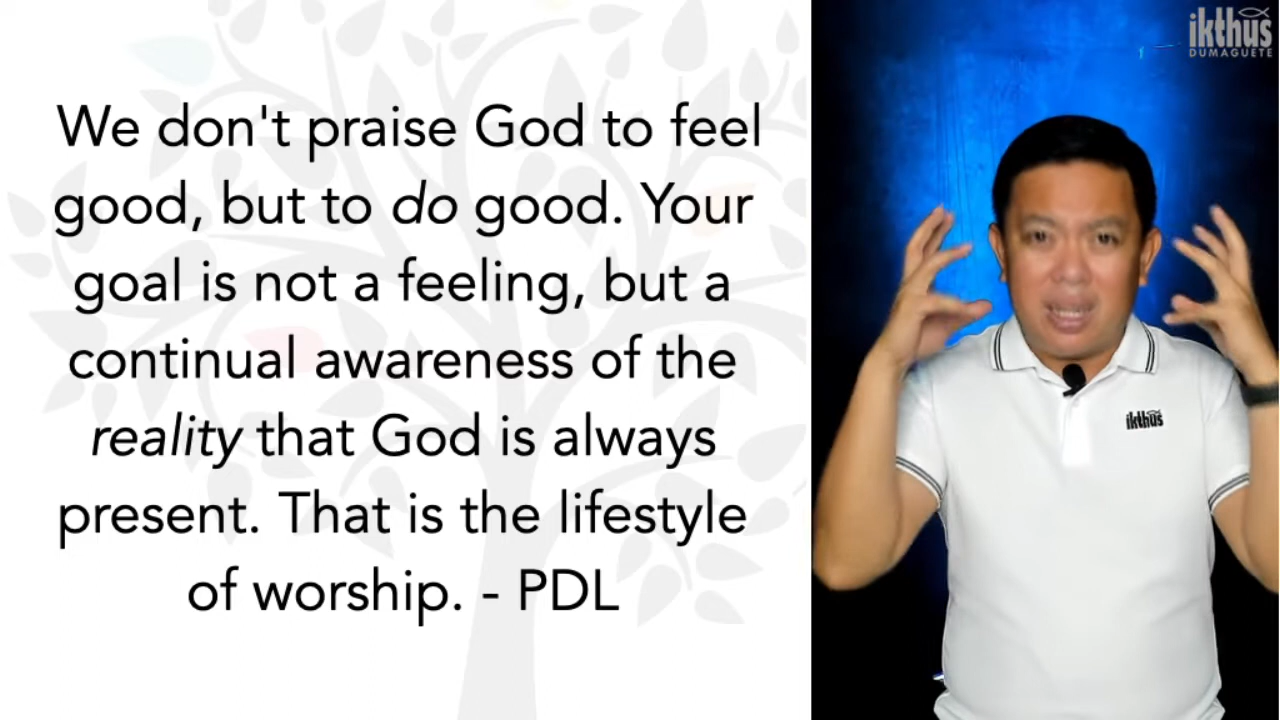 We don't praise God to feel
good, but to do good. Your
goal is not a feeling, but a
continual awareness of the
reality that God is always
present. That is the lifestyle
of worship. - PDL
ikthus
DUMAGUETE
ikthus